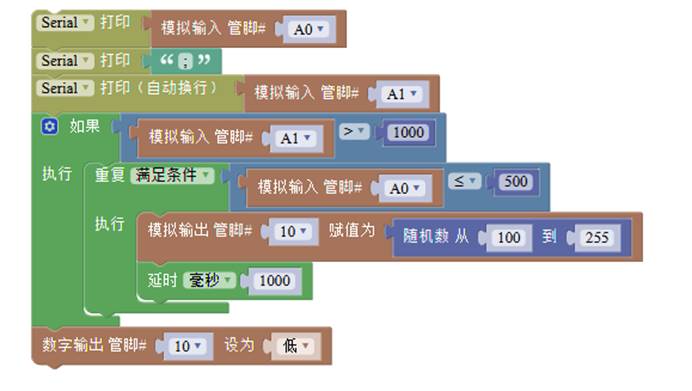 Serial 打印 模拟输入 管脚# A0
Serial 打印 “ ; ”
Serial 打印（自动换行） 模拟输入 管脚# A1
如果 模拟输入 管脚# A1 > 1000
执行 重复 满足条件 模拟输入 管脚# A0 ≤ 500
执行 模拟输出 管脚# 10 赋值为 随机数 从 100 到 255
延时 毫秒 1000
数字输出 管脚# 10 设为 低